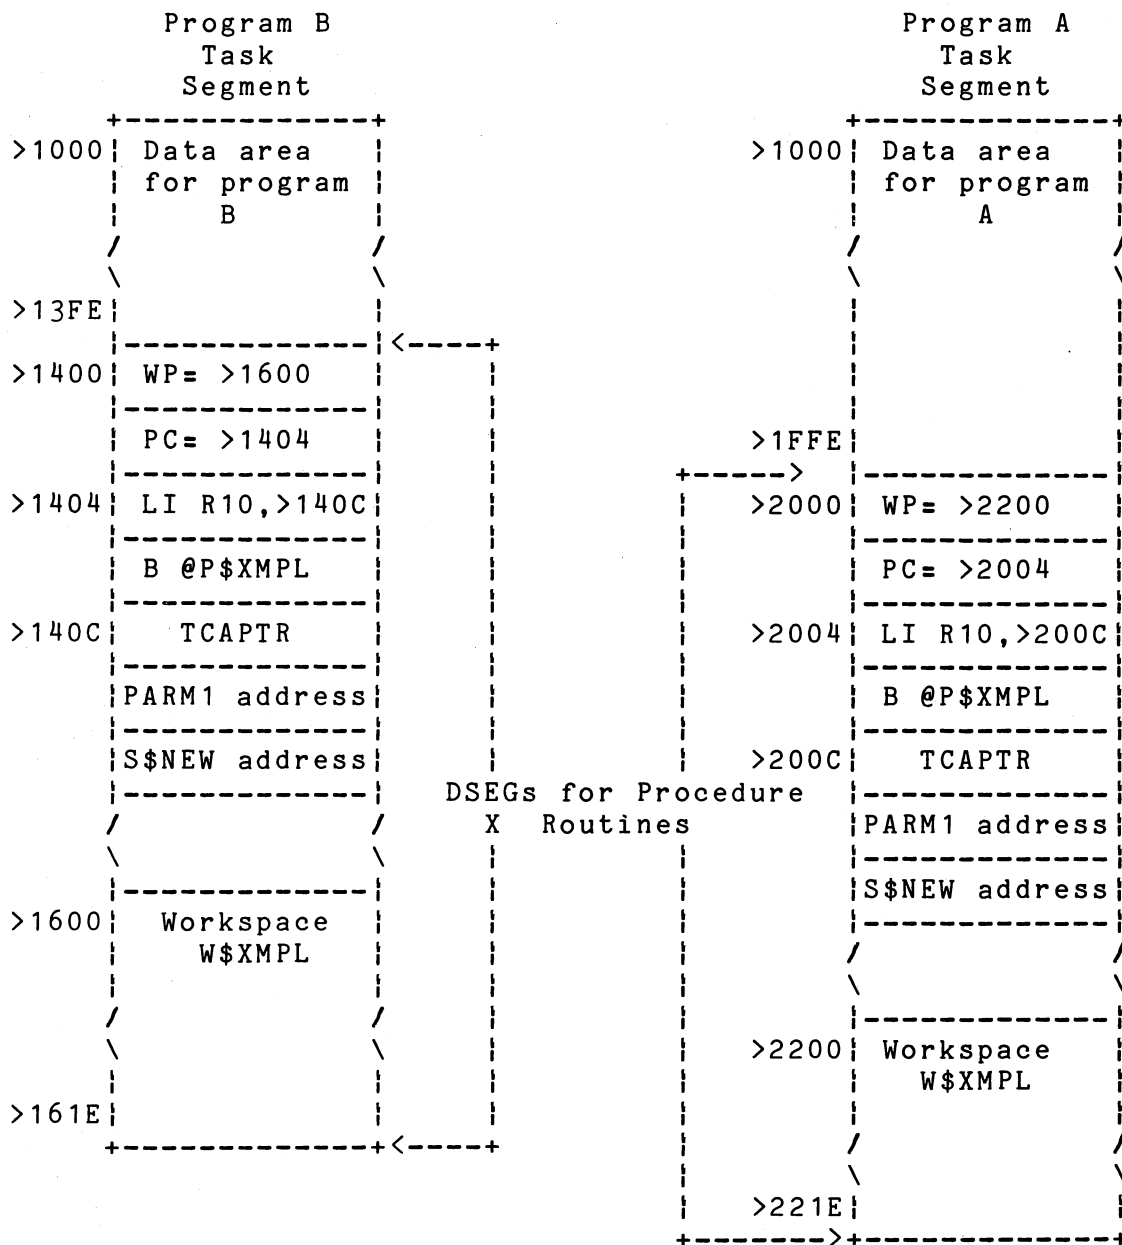 Program B Program A
Task Task
Segment Segment
>1000 Data area >1000 Data area
for program for program
B A
>13FE
>1400 WP= >1600
PC= >1404 >1FFE
>1404 LI R10,>140C >2000 WP= >2200
B @P$XMPL PC= >2004
>140C TCAPTR >2004 LI R10,>200C
PARM1 address B @P$XMPL
S$NEW address >200C TCAPTR
DSEGs for Procedure
X Routines PARM1 address
S$NEW address
>1600 Workspace
W$XMPL
>2200 Workspace
W$XMPL
>161E
>221E